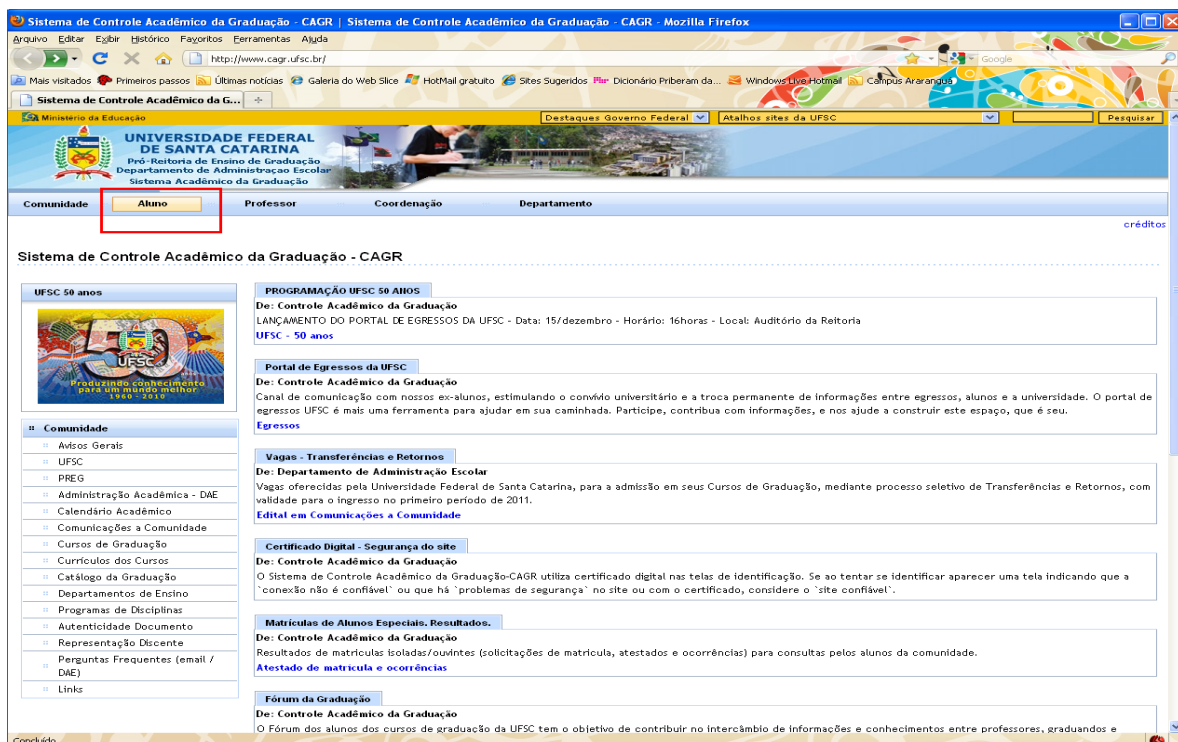 Sistema de Controle Acadêmico da Graduação - CAGR | Sistema de Controle Acadêmico da Graduação - CAGR - Mozilla Firefox
Arquivo Editar Exibir Histórico Favoritos Ferramentas Ajuda
http://www.cagr.ufsc.br/
Google
Mais visitados Primeiros passos Últimas notícias Galeria do Web Slice HotMail gratuito Sites Sugeridos Dicionário Priberam da... Windows Live Hotmail Campus Araranguá
Sistema de Controle Acadêmico da G...
Ministério da Educação
Destaques Governo Federal
Atalhos sites da UFSC
Pesquisar
UNIVERSIDADE FEDERAL
DE SANTA CATARINA
Pró-Reitoria de Ensino de Graduação
Departamento de Administraçao Escolar
Sistema Acadêmico da Graduação
Comunidade Aluno Professor Coordenação Departamento
créditos
Sistema de Controle Acadêmico da Graduação - CAGR
UFSC 50 anos
UFSC
Produzindo conhecimento
para um mundo melhor
1960 - 2010
Comunidade
Avisos Gerais
UFSC
PREG
Administração Acadêmica - DAE
Calendário Acadêmico
Comunicações a Comunidade
Cursos de Graduação
Currículos dos Cursos
Catálogo da Graduação
Departamentos de Ensino
Programas de Disciplinas
Autenticidade Documento
Representação Discente
Perguntas Frequentes (email /
DAE)
Links
PROGRAMAÇÃO UFSC 50 ANOS
De: Controle Acadêmico da Graduação
LANÇAMENTO DO PORTAL DE EGRESSOS DA UFSC - Data: 15/dezembro - Horário: 16horas - Local: Auditório da Reitoria
UFSC - 50 anos
Portal de Egressos da UFSC
De: Controle Acadêmico da Graduação
Canal de comunicação com nossos ex-alunos, estimulando o convívio universitário e a troca permanente de informações entre egressos, alunos e a universidade. O portal de
egressos UFSC é mais uma ferramenta para ajudar em sua caminhada. Participe, contribua com informações, e nos ajude a construir este espaço, que é seu.
Egressos
Vagas - Transferências e Retornos
De: Departamento de Administração Escolar
Vagas oferecidas pela Universidade Federal de Santa Catarina, para a admissão em seus Cursos de Graduação, mediante processo seletivo de Transferências e Retornos, com
validade para o ingresso no primeiro período de 2011.
Edital em Comunicações a Comunidade
Certificado Digital - Segurança do site
De: Controle Acadêmico da Graduação
O Sistema de Controle Acadêmico da Graduação-CAGR utiliza certificado digital nas telas de identificação. Se ao tentar se identificar aparecer uma tela indicando que a
`conexão não é confiável` ou que há `problemas de segurança` no site ou com o certificado, considere o `site confiável`.
Matrículas de Alunos Especiais. Resultados.
De: Controle Acadêmico da Graduação
Resultados de matriculas isoladas/ouvintes (solicitações de matricula, atestados e ocorrências) para consultas pelos alunos da comunidade.
Atestado de matricula e ocorrências
Fórum da Graduação
De: Controle Acadêmico da Graduação
O Fórum dos alunos dos cursos de graduação da UFSC tem o objetivo de contribuir no intercâmbio de informações e conhecimentos entre professores, graduandos e
Concluído